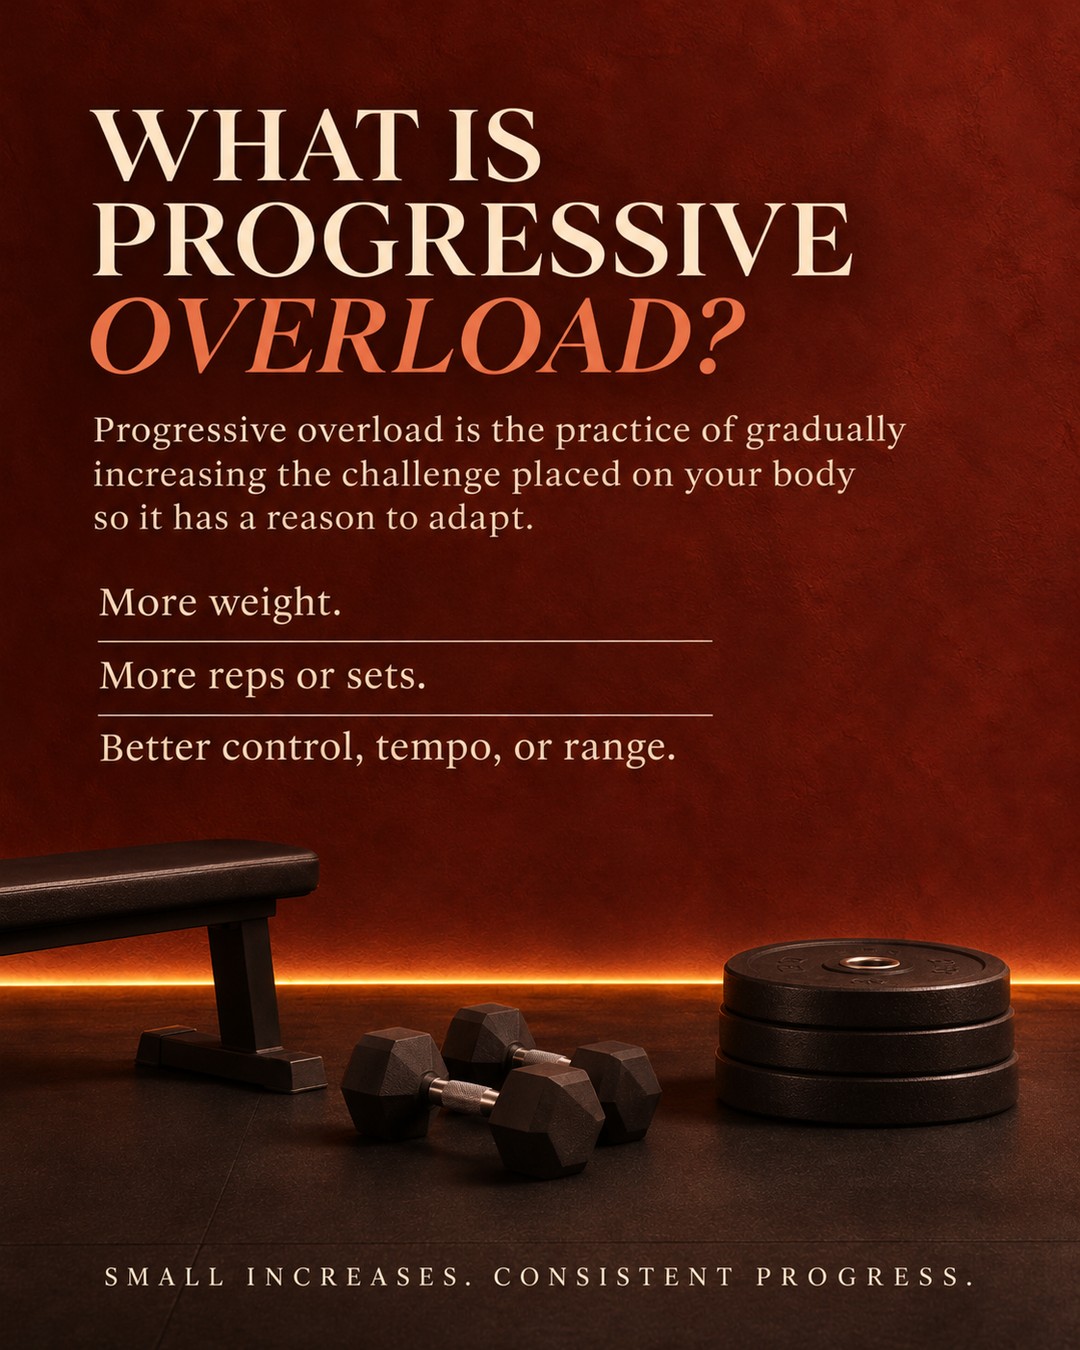 WHAT IS
PROGRESSIVE
OVERLOAD?
Progressive overload is the practice of gradually
increasing the challenge placed on your body
so it has a reason to adapt.
More weight.
More reps or sets.
Better control, tempo, or range.
SMALL INCREASES. CONSISTENT PROGRESS.